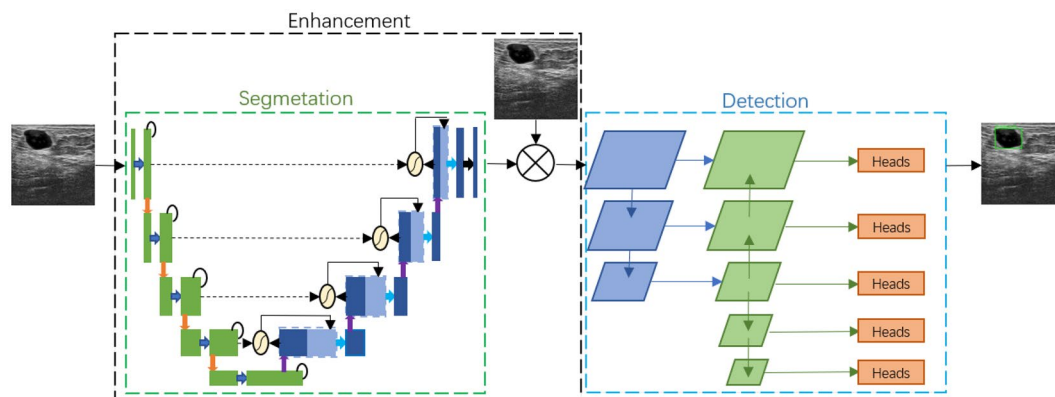 Enhancement
Segmetation
Detection
Heads
Heads
Heads
Heads
Heads